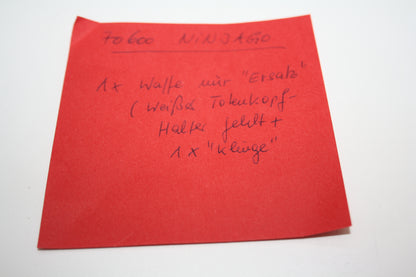 70600 NINJAGO
1x Waffe nur "Ersatz"
(weißer Totenkopf-
Halter fehlt +
1x "Klinge"